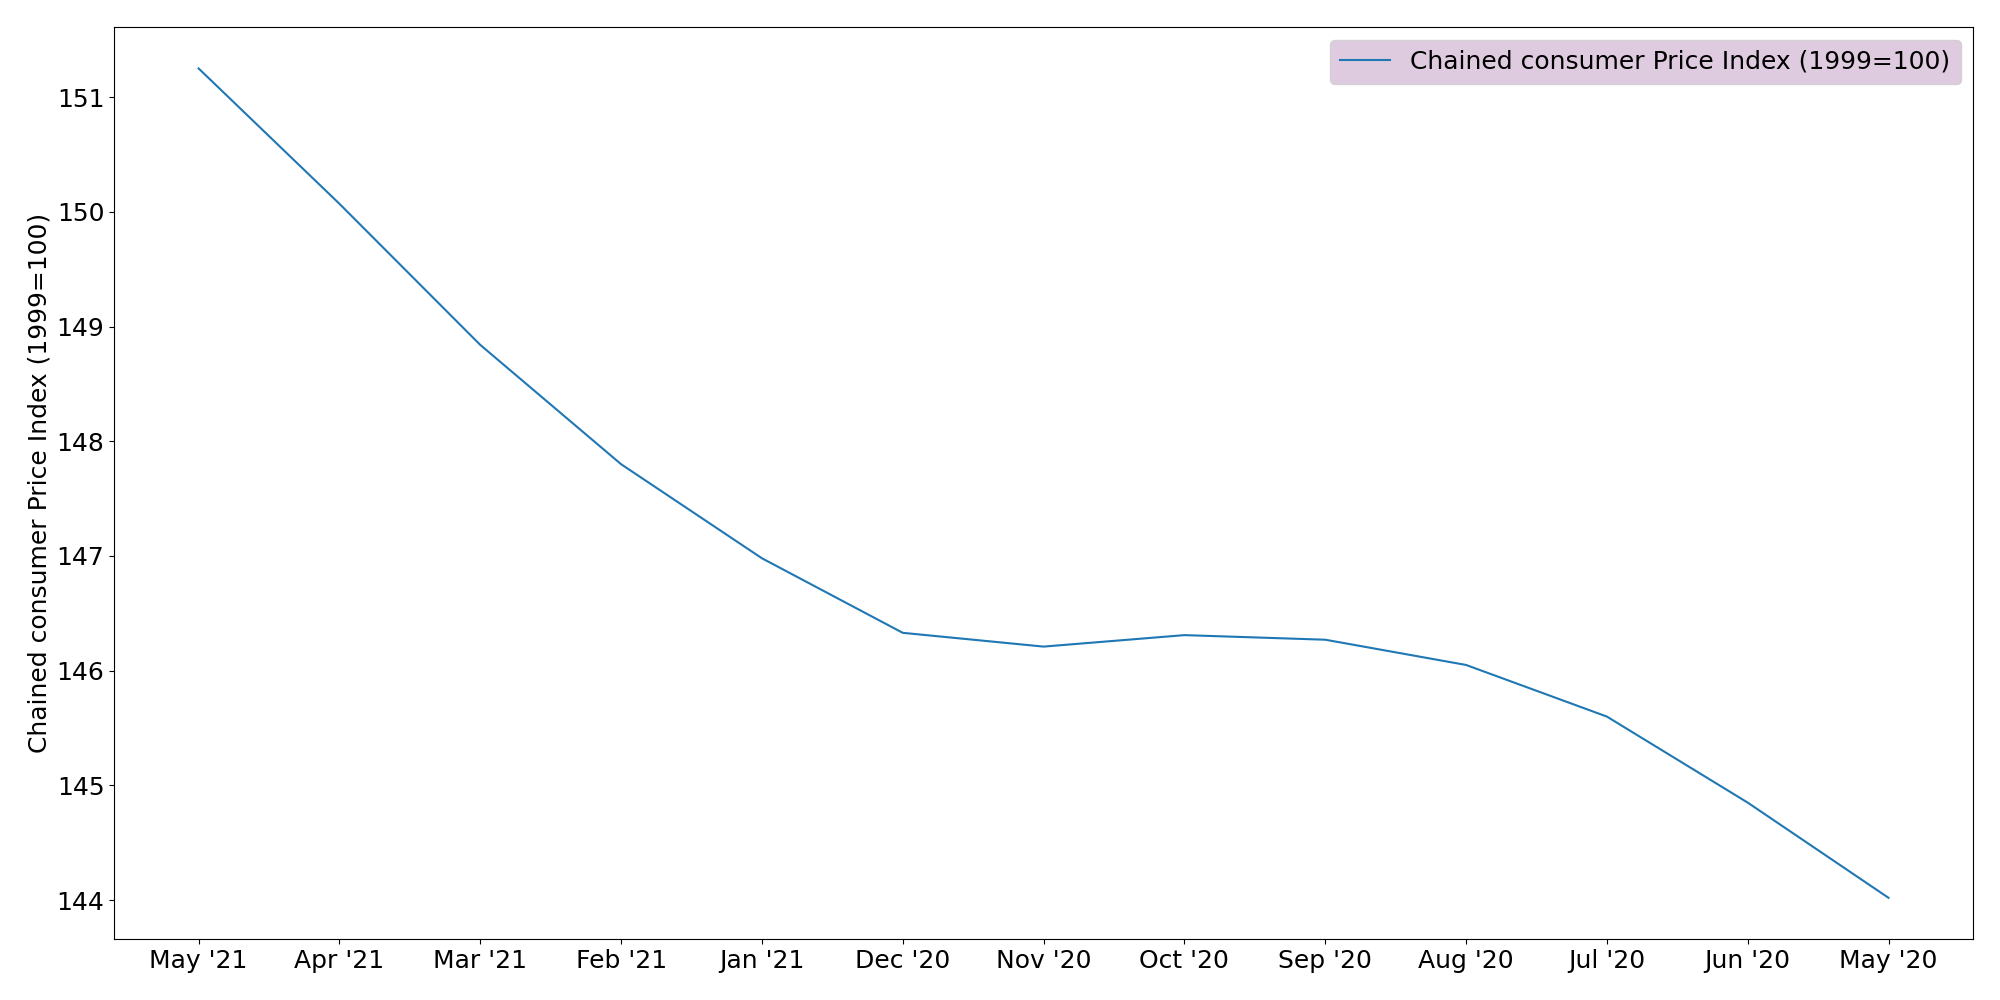 Chained consumer Price Index (1999=100)
Chained consumer Price Index (1999=100)
151
150
149
148
147
146
145
144
May '21 Apr '21 Mar '21 Feb '21 Jan '21 Dec '20 Nov '20 Oct '20 Sep '20 Aug '20 Jul '20 Jun '20 May '20